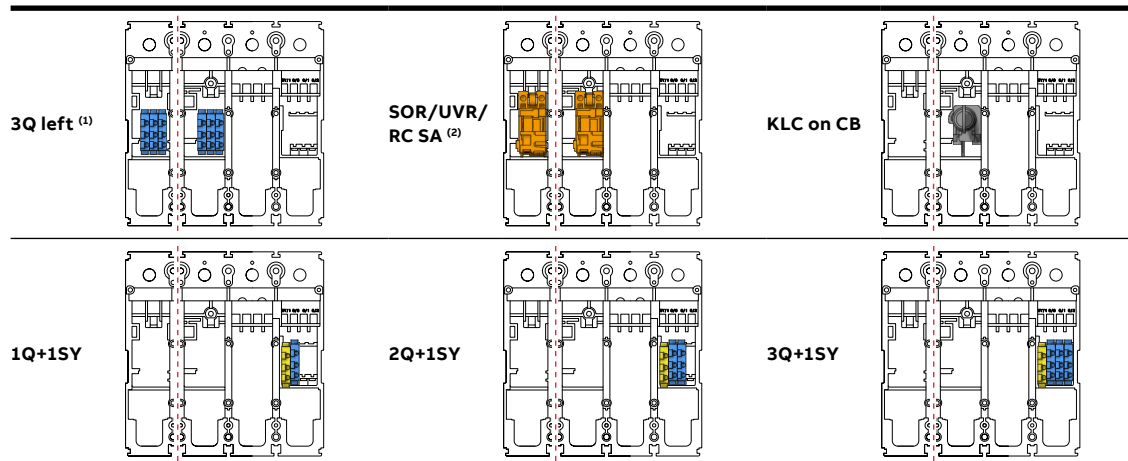 3Q left (1)
SOR/UVR/
RC SA (2)
KLC on CB
1Q+1SY
2Q+1SY
3Q+1SY